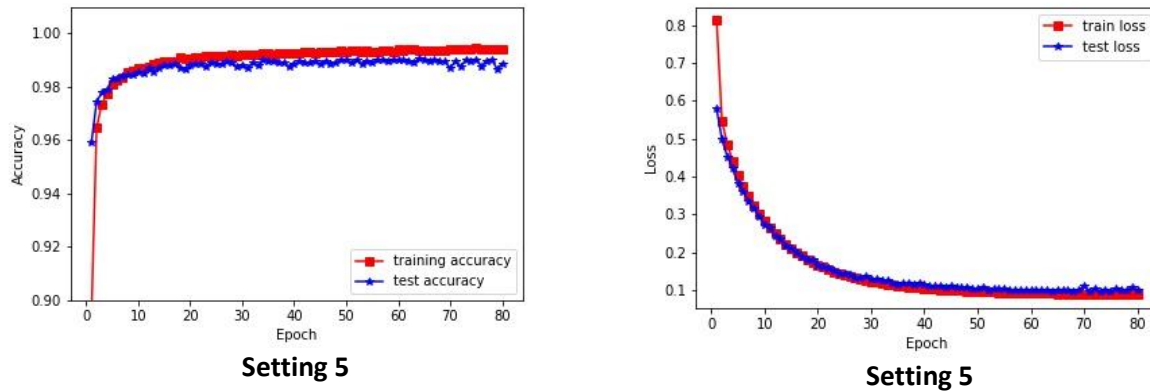 1.00
0.98
0.96
0.94
0.92
0.90
Accuracy
training accuracy
test accuracy
0 10 20 30 40 50 60 70 80
Epoch
Setting 5
0.8
0.7
0.6
0.5
0.4
0.3
0.2
0.1
Loss
train loss
test loss
0 10 20 30 40 50 60 70 80
Epoch
Setting 5